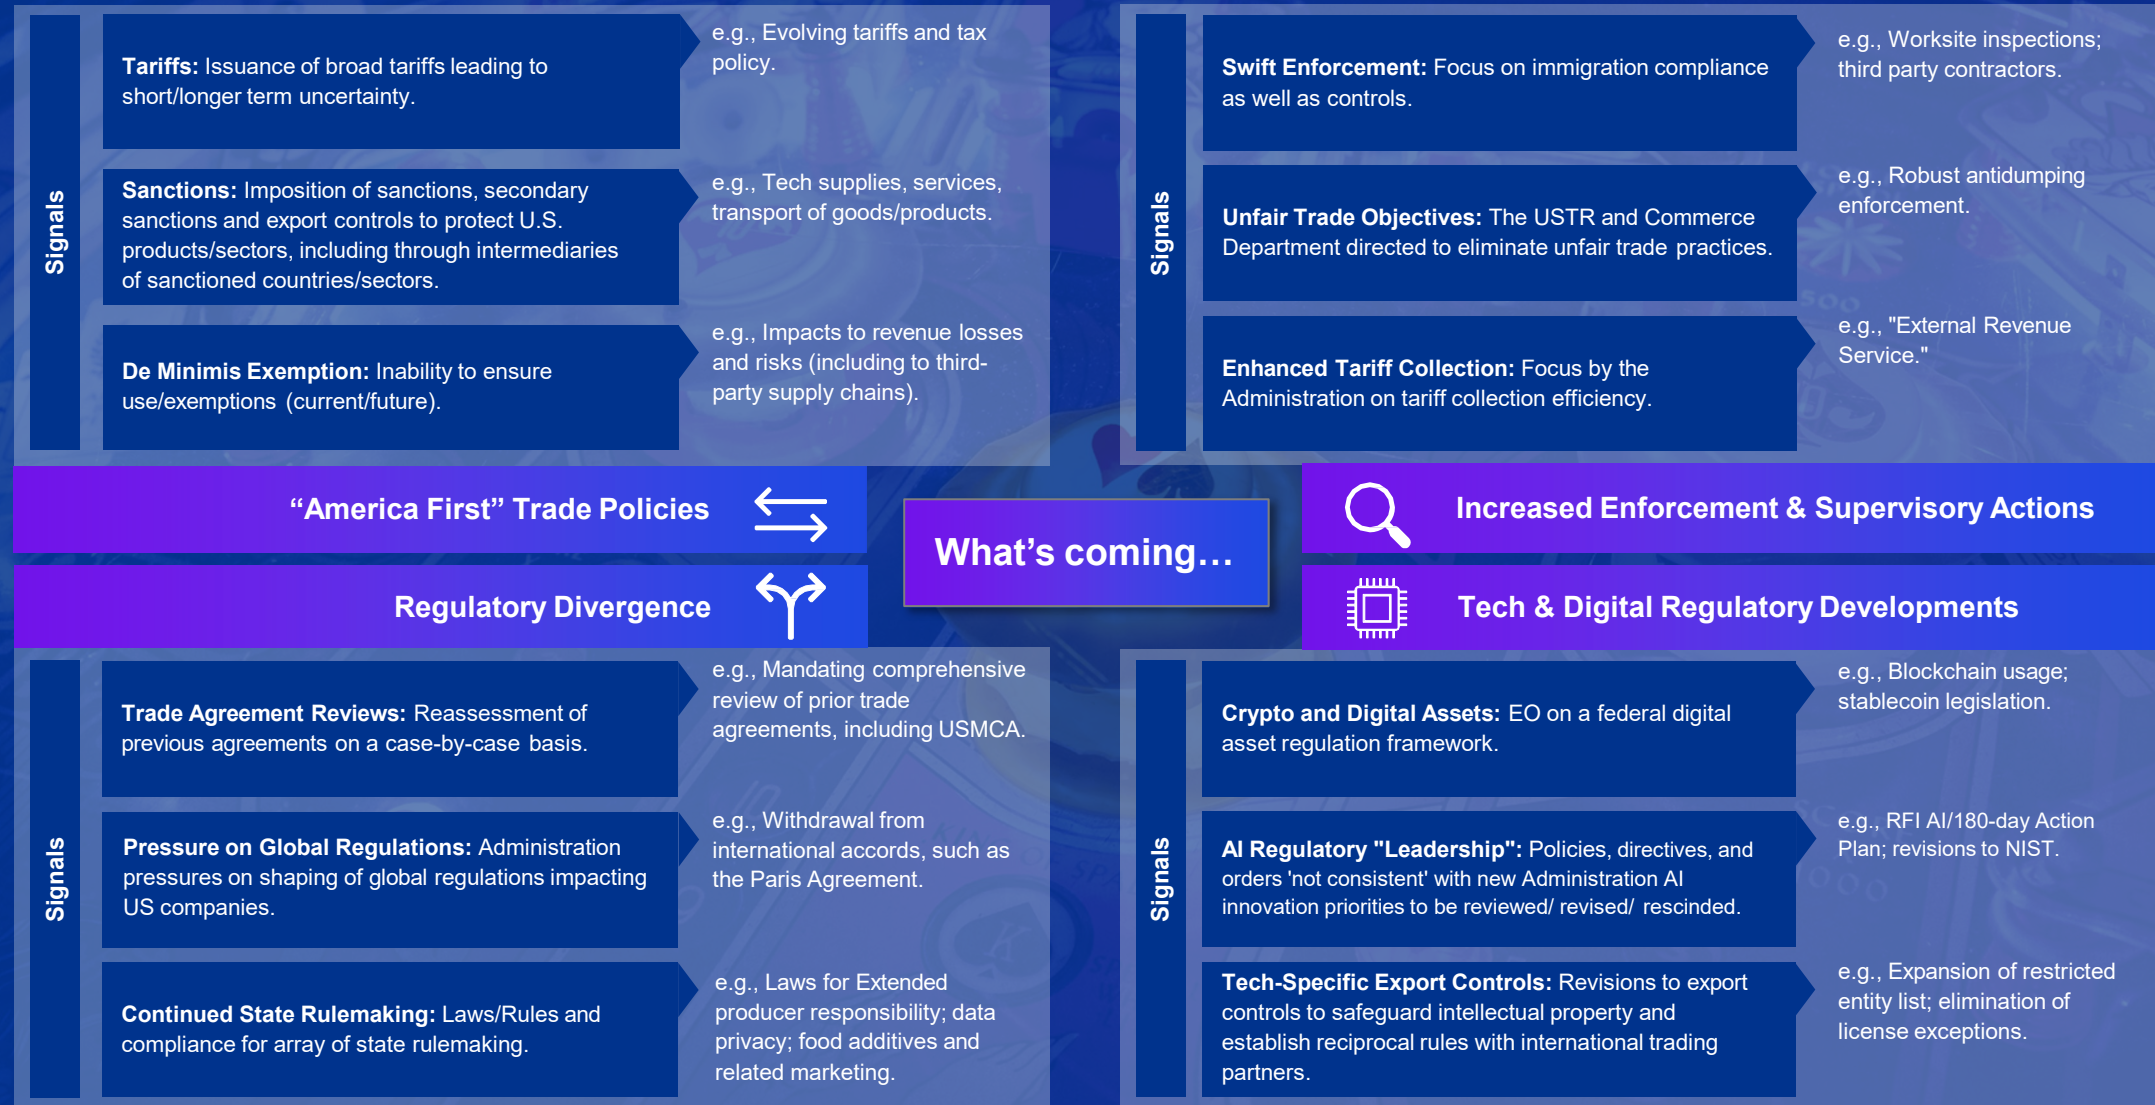 Signals
Tariffs: Issuance of broad tariffs leading to
short/longer term uncertainty.
e.g., Evolving tariffs and tax
policy.
Sanctions: Imposition of sanctions, secondary
sanctions and export controls to protect U.S.
products/sectors, including through intermediaries
of sanctioned countries/sectors.
e.g., Tech supplies, services,
transport of goods/products.
De Minimis Exemption: Inability to ensure
use/exemptions (current/future).
e.g., Impacts to revenue losses
and risks (including to third-
party supply chains).
“America First” Trade Policies
Signals
Swift Enforcement: Focus on immigration compliance
as well as controls.
e.g., Worksite inspections;
third party contractors.
Unfair Trade Objectives: The USTR and Commerce
Department directed to eliminate unfair trade practices.
e.g., Robust antidumping
enforcement.
Enhanced Tariff Collection: Focus by the
Administration on tariff collection efficiency.
e.g., "External Revenue
Service."
Increased Enforcement & Supervisory Actions
What’s coming…
Regulatory Divergence
Signals
Trade Agreement Reviews: Reassessment of
previous agreements on a case-by-case basis.
e.g., Mandating comprehensive
review of prior trade
agreements, including USMCA.
Pressure on Global Regulations: Administration
pressures on shaping of global regulations impacting
US companies.
e.g., Withdrawal from
international accords, such as
the Paris Agreement.
Continued State Rulemaking: Laws/Rules and
compliance for array of state rulemaking.
e.g., Laws for Extended
producer responsibility; data
privacy; food additives and
related marketing.
Tech & Digital Regulatory Developments
Signals
Crypto and Digital Assets: EO on a federal digital
asset regulation framework.
e.g., Blockchain usage;
stablecoin legislation.
AI Regulatory "Leadership": Policies, directives, and
orders 'not consistent' with new Administration AI
innovation priorities to be reviewed/ revised/ rescinded.
e.g., RFI AI/180-day Action
Plan; revisions to NIST.
Tech-Specific Export Controls: Revisions to export
controls to safeguard intellectual property and
establish reciprocal rules with international trading
partners.
e.g., Expansion of restricted
entity list; elimination of
license exceptions.